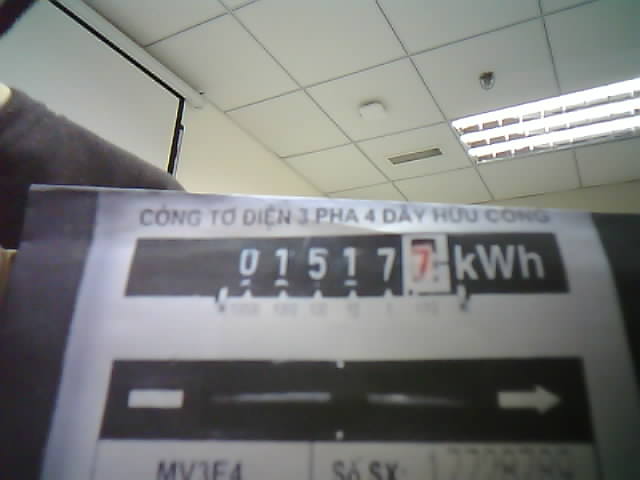 CÔNG TƠ ĐIỆN 3 PHA 4 DÂY HỮU CÔNG
015177 kWh
MV3E4 Số SX: